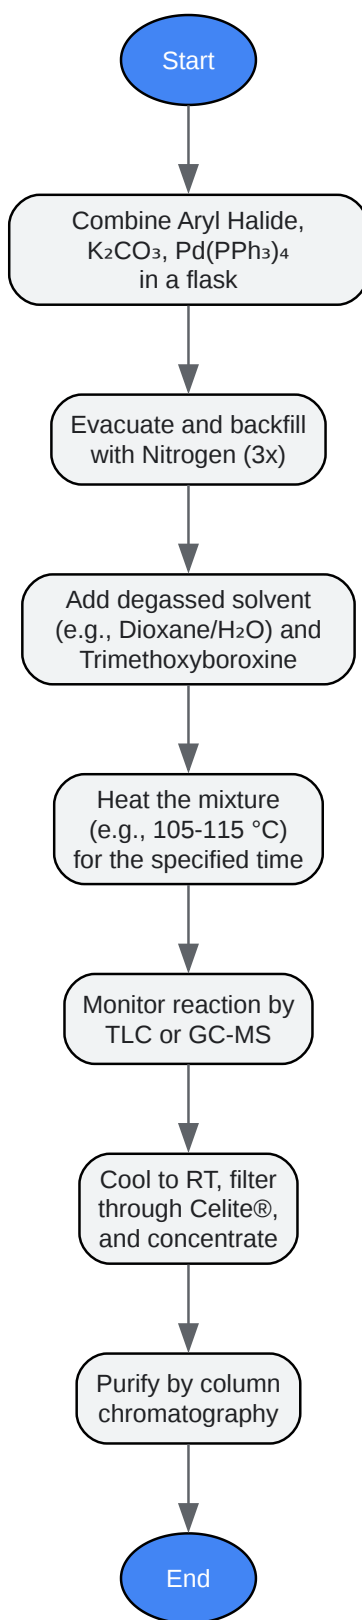 Start
Combine Aryl Halide,
K₂CO₃, Pd(PPh₃)₄
in a flask
Evacuate and backfill
with Nitrogen (3x)
Add degassed solvent
(e.g., Dioxane/H₂O) and
Trimethoxyboroxine
Heat the mixture
(e.g., 105-115 °C)
for the specified time
Monitor reaction by
TLC or GC-MS
Cool to RT, filter
through Celite®,
and concentrate
Purify by column
chromatography
End